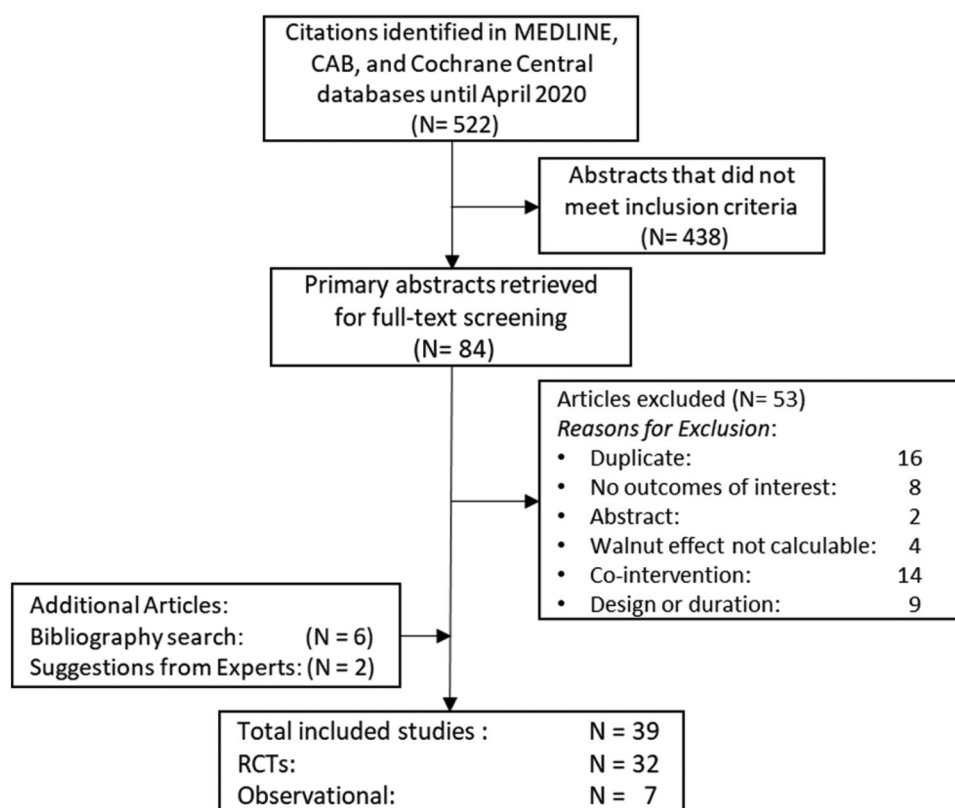 Citations identified in MEDLINE,
CAB, and Cochrane Central
databases until April 2020
(N= 522)
Abstracts that did not
meet inclusion criteria
(N= 438)
Primary abstracts retrieved
for full-text screening
(N= 84)
Articles excluded (N= 53)
Reasons for Exclusion:
• Duplicate: 16
• No outcomes of interest: 8
• Abstract: 2
• Walnut effect not calculable: 4
• Co-intervention: 14
• Design or duration: 9
Additional Articles:
Bibliography search: (N = 6)
Suggestions from Experts: (N = 2)
Total included studies : N = 39
RCTs: N = 32
Observational: N = 7